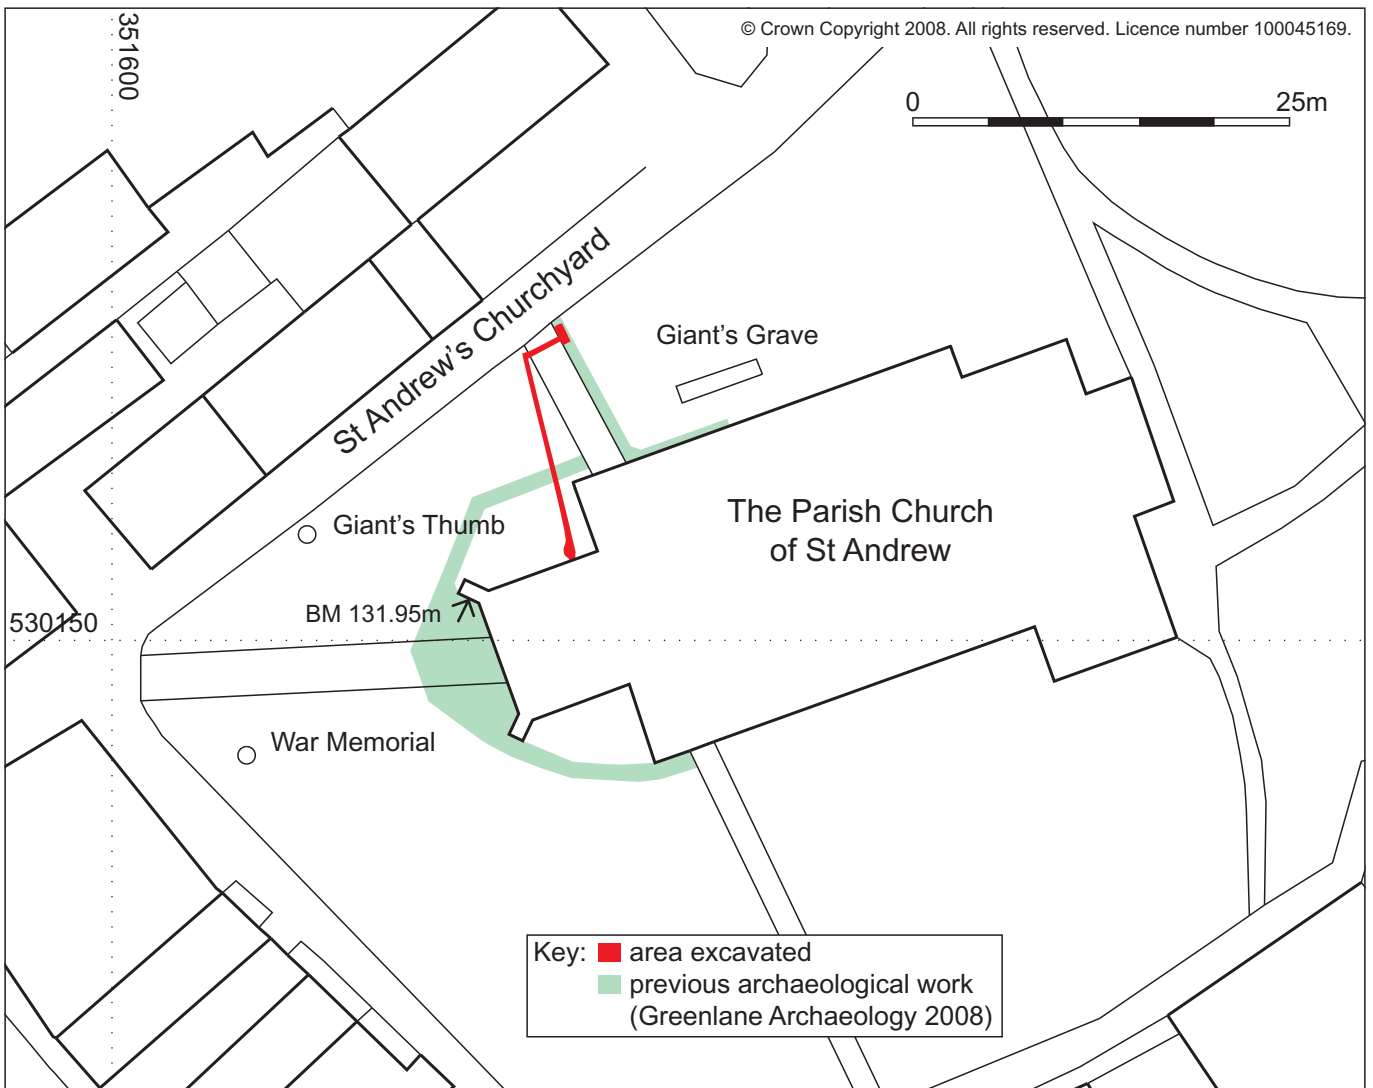 © Crown Copyright 2008. All rights reserved. Licence number 100045169.
351600
0
25m
St Andrew's Churchyard
Giant's Grave
Giant's Thumb
The Parish Church
of St Andrew
BM 131.95m
530150
War Memorial
Key:
area excavated
previous archaeological work
(Greenlane Archaeology 2008)